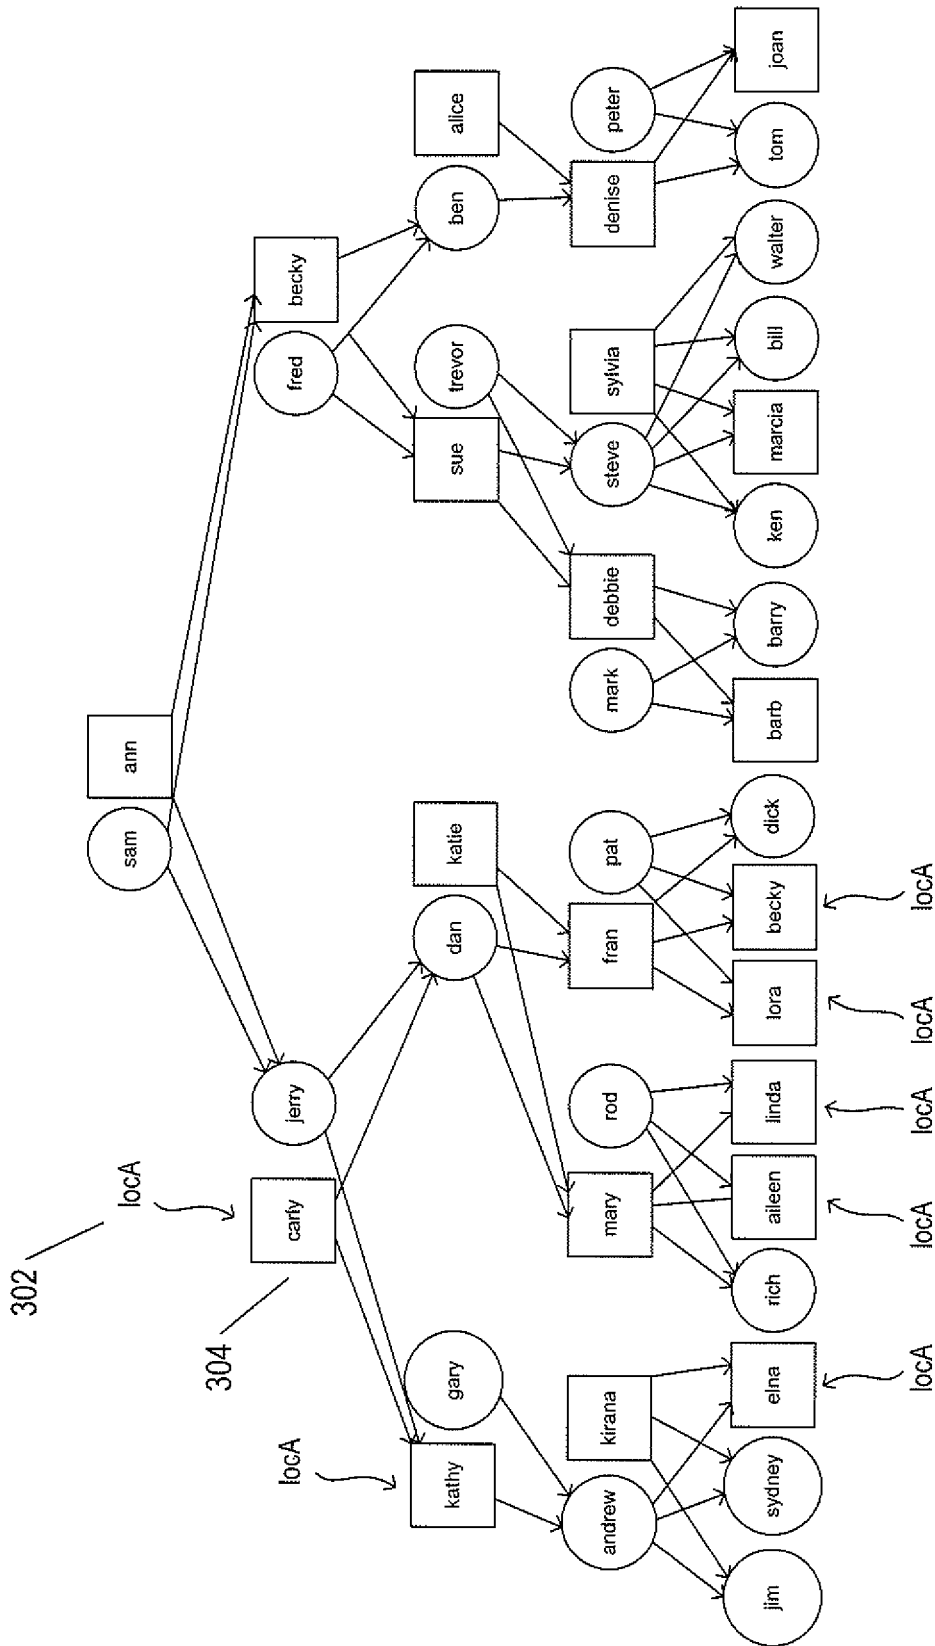 302
locA sam ann
304
carly jerry fred becky
locA
kathy gary dan katie sue trevor ben alice
andrew kirana mary rod fran pat mark debbie steve sylvia denise peter
jim sydney elna rich aileen linda lora becky dick barb barry ken marcia bill walter tom joan
locA locA locA locA locA